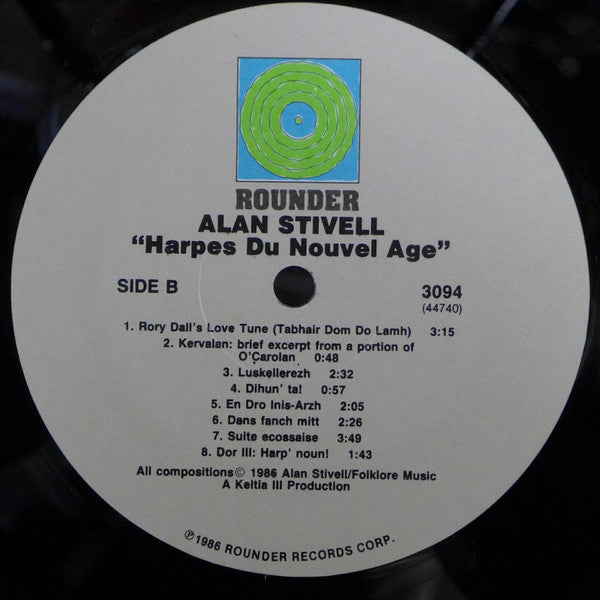 ROUNDER
ALAN STIVELL
"Harpes Du Nouvel Age"
SIDE B
3094
(44740)
1. Rory Dall's Love Tune (Tabhair Dom Do Lamh) 3:15
2. Kervalan: brief excerpt from a portion of
O'Carolan 0:48
3. Luskellerezh 2:32
4. Dihun' ta! 0:57
5. En Dro Inis-Arzh 2:05
6. Dans fanch mitt 2:26
7. Suite ecossaise 3:49
8. Dor III: Harp' noun! 1:43
All compositions © 1986 Alan Stivell/Folklore Music
A Keltia III Production
℗1986 ROUNDER RECORDS CORP.